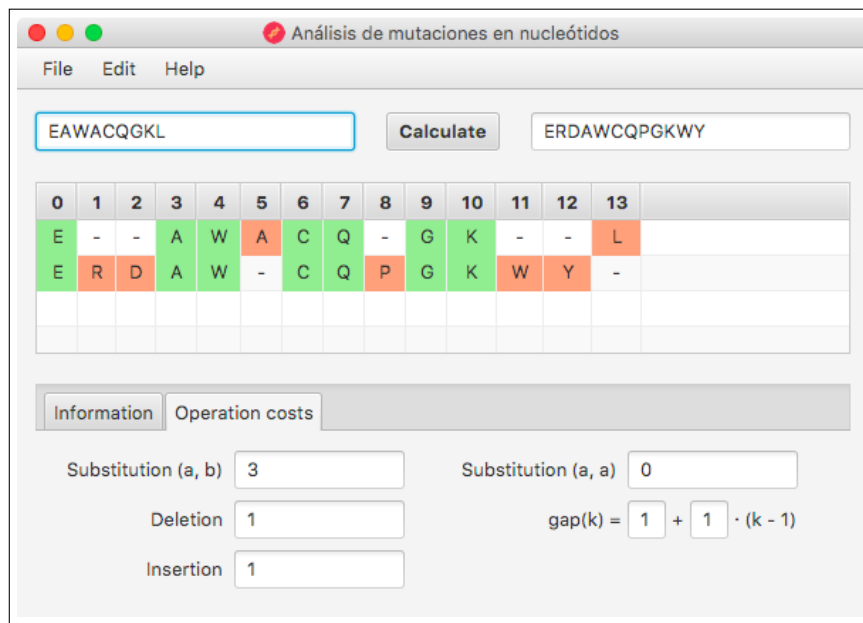 Análisis de mutaciones en nucleótidos
File Edit Help
EAWACQGKL Calculate ERDAWCQPGKWY
0 1 2 3 4 5 6 7 8 9 10 11 12 13
E - - A W A C Q - G K - - L
E R D A W - C Q P G K W Y -
Information Operation costs
Substitution (a, b) 3 Substitution (a, a) 0
Deletion 1 gap(k) = 1 + 1 · (k - 1)
Insertion 1